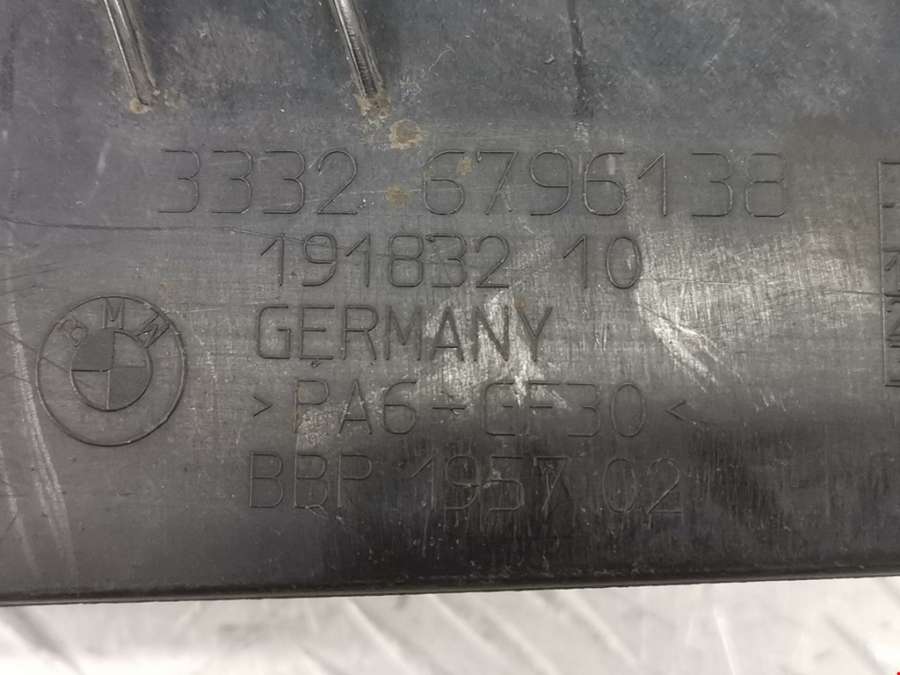 3332 6796138
191832 10
GERMANY
BMW
>PA6-GF30<
BBP 1957 02